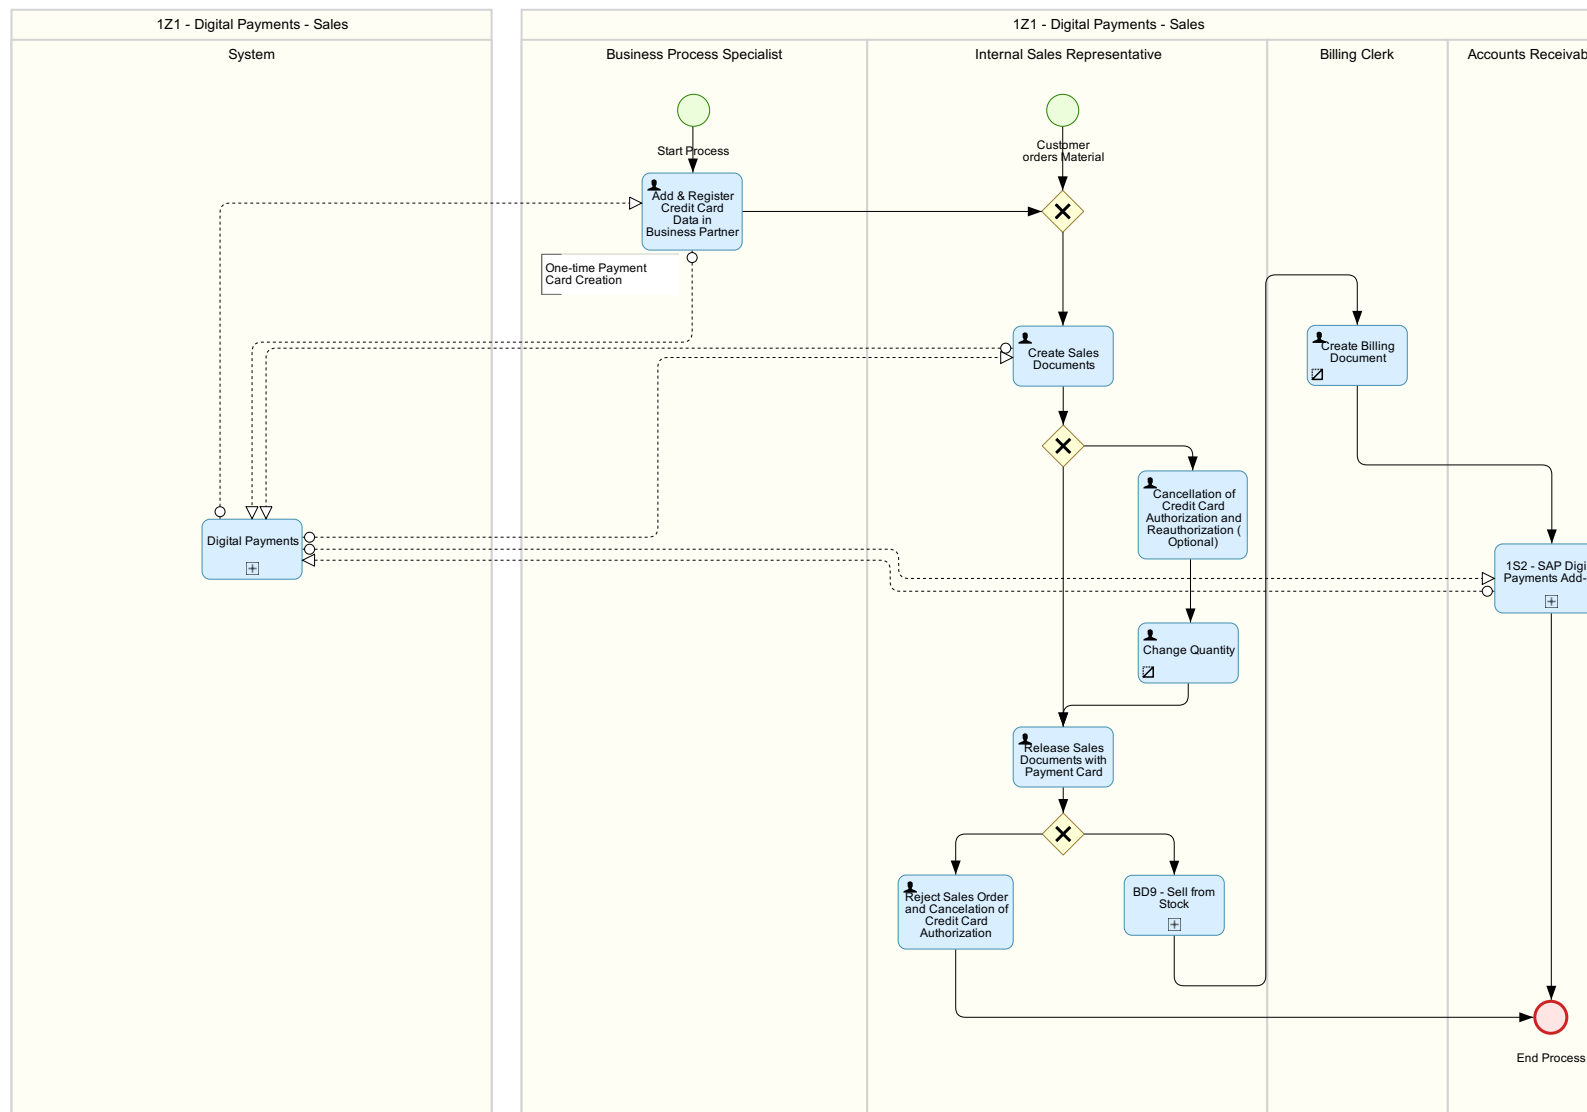 1Z1 - Digital Payments - Sales
1Z1 - Digital Payments - Sales
System
Business Process Specialist
Internal Sales Representative
Billing Clerk
Accounts Receivab
Start Process
Customer
orders Material
Add & Register
Credit Card
Data in
Business Partner
One-time Payment
Card Creation
Create Sales
Documents
Create Billing
Document
Cancellation of
Credit Card
Authorization and
Reauthorization (
Optional)
Digital Payments
1S2 - SAP Digi
Payments Add-
Change Quantity
Release Sales
Documents with
Payment Card
Reject Sales Order
and Cancelation of
Credit Card
Authorization
BD9 - Sell from
Stock
End Process